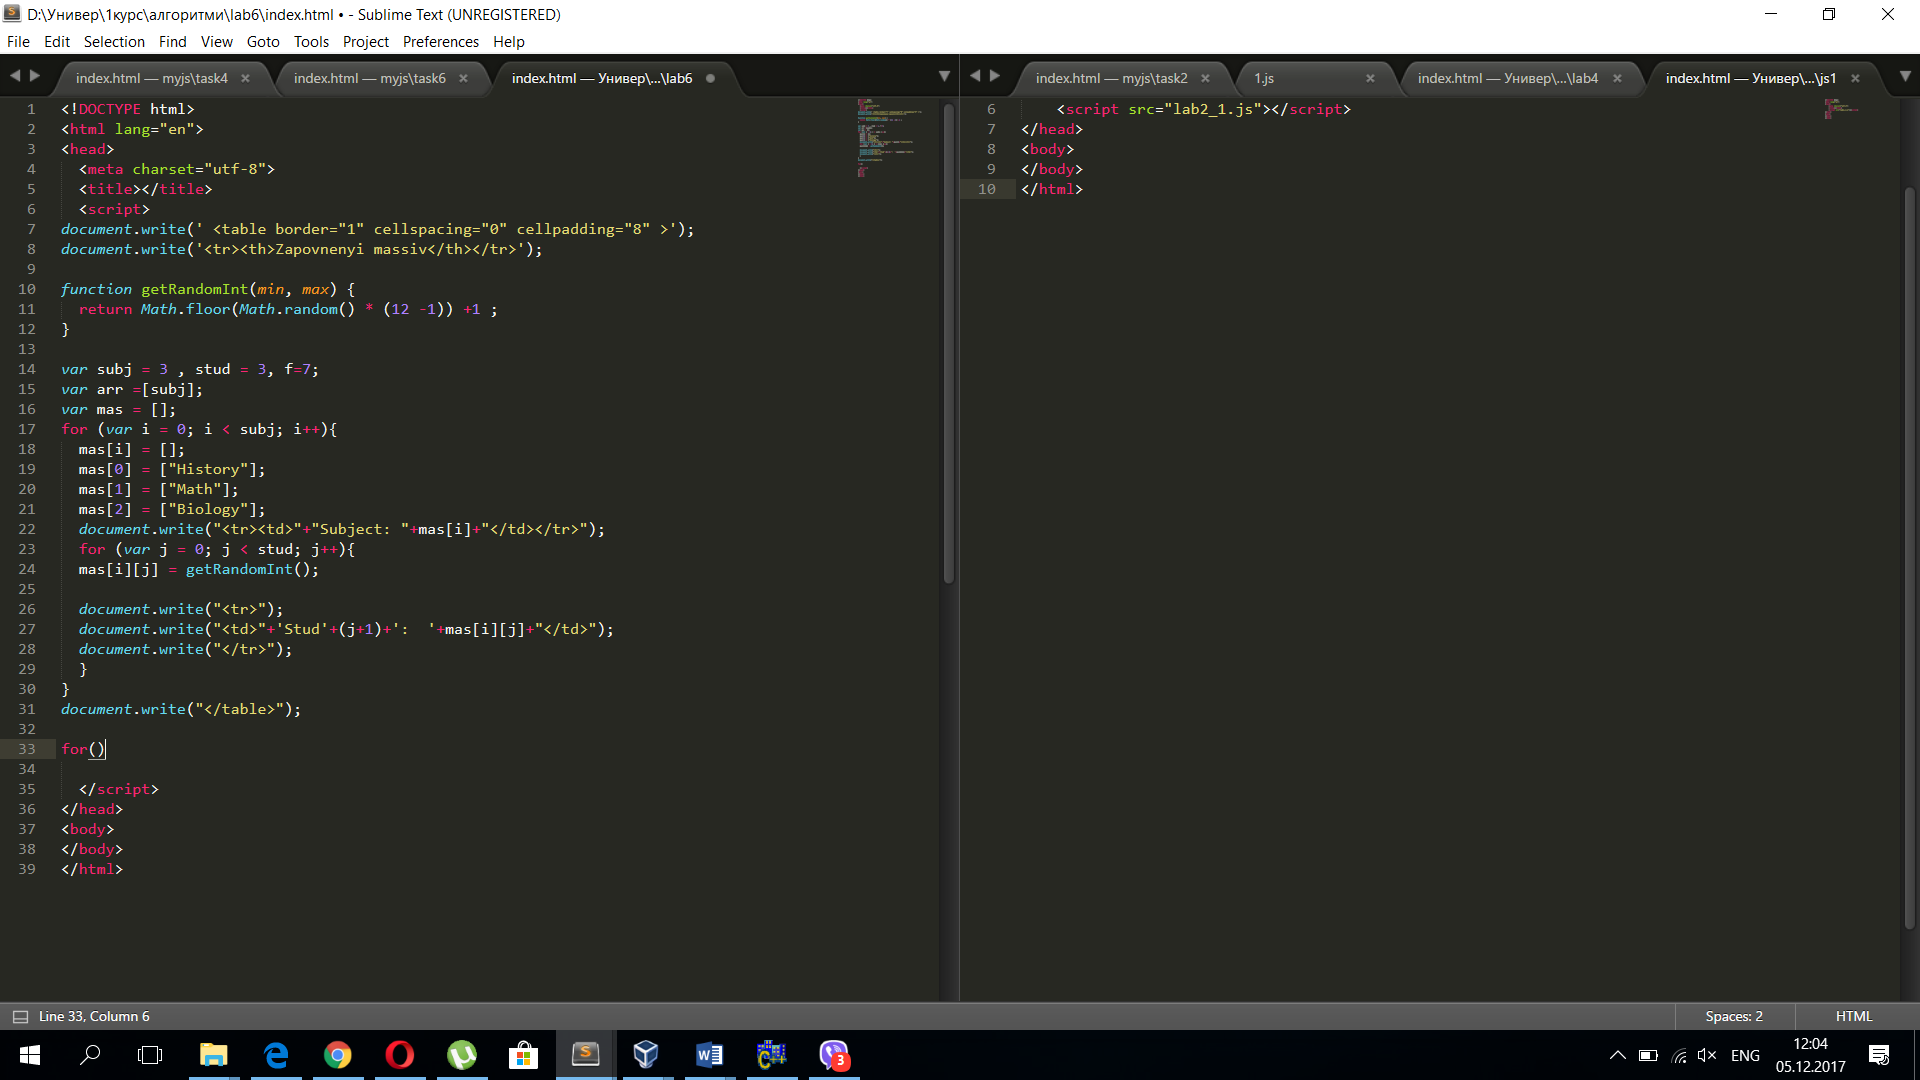 D:\Универ\1курс\алгоритми\lab6\index.html • - Sublime Text (UNREGISTERED)
File Edit Selection Find View Goto Tools Project Preferences Help
index.html — myjs\task4 index.html — myjs\task6 index.html — Универ\...\lab6
1 <!DOCTYPE html>
2 <html lang="en">
3 <head>
4 <meta charset="utf-8">
5 <title></title>
6 <script>
7 document.write(' <table border="1" cellspacing="0" cellpadding="8" >');
8 document.write('<tr><th>Zapovnenyi massiv</th></tr>');
9
10 function getRandomInt(min, max) {
11 return Math.floor(Math.random() * (12 -1)) +1 ;
12 }
13
14 var subj = 3 , stud = 3, f=7;
15 var arr =[subj];
16 var mas = [];
17 for (var i = 0; i < subj; i++){
18 mas[i] = [];
19 mas[0] = ["History"];
20 mas[1] = ["Math"];
21 mas[2] = ["Biology"];
22 document.write("<tr><td>"+"Subject: "+mas[i]+"</td></tr>");
23 for (var j = 0; j < stud; j++){
24 mas[i][j] = getRandomInt();
25
26 document.write("<tr>");
27 document.write("<td>"+'Stud'+(j+1)+':  '+mas[i][j]+"</td>");
28 document.write("</tr>");
29 }
30 }
31 document.write("</table>");
32
33 for()
34
35 </script>
36 </head>
37 <body>
38 </body>
39 </html>
index.html — myjs\task2 1.js index.html — Универ\...\lab4 index.html — Универ\...\js1
6 <script src="lab2_1.js"></script>
7 </head>
8 <body>
9 </body>
10 </html>
Line 33, Column 6 Spaces: 2 HTML
3
ENG
12:04
05.12.2017